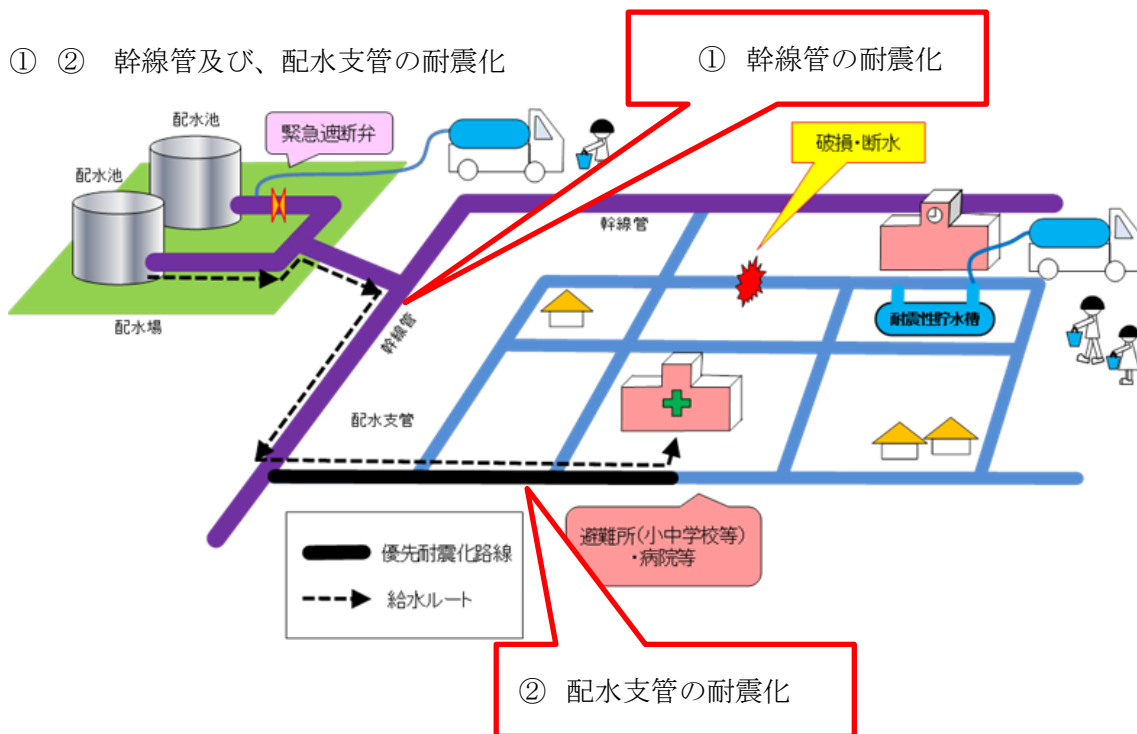 ① ② 幹線管及び、配水支管の耐震化
① 幹線管の耐震化
配水池
緊急遮断弁
配水池
破損・断水
幹線管
耐震性貯水槽
配水場
幹線管
配水支管
避難所(小中学校等)
・病院等
優先耐震化路線
給水ルート
② 配水支管の耐震化